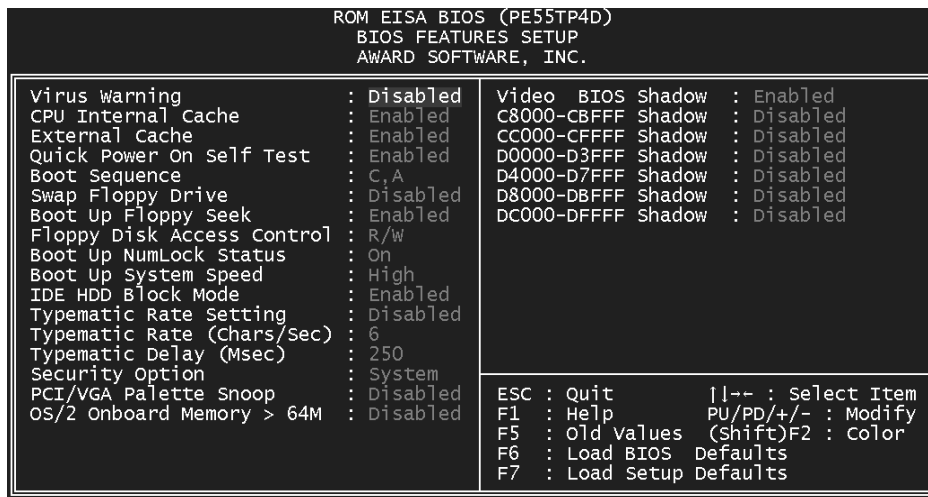 ROM EISA BIOS (PE55TP4D)
BIOS FEATURES SETUP
AWARD SOFTWARE, INC.
Virus Warning : Disabled
CPU Internal Cache : Enabled
External Cache : Enabled
Quick Power On Self Test : Enabled
Boot Sequence : C,A
Swap Floppy Drive : Disabled
Boot Up Floppy Seek : Enabled
Floppy Disk Access Control : R/W
Boot Up NumLock Status : On
Boot Up System Speed : High
IDE HDD Block Mode : Enabled
Typematic Rate Setting : Disabled
Typematic Rate (Chars/Sec) : 6
Typematic Delay (Msec) : 250
Security Option : System
PCI/VGA Palette Snoop : Disabled
OS/2 Onboard Memory > 64M : Disabled
Video BIOS Shadow : Enabled
C8000-CBFFF Shadow : Disabled
CC000-CFFFF Shadow : Disabled
D0000-D3FFF Shadow : Disabled
D4000-D7FFF Shadow : Disabled
D8000-DBFFF Shadow : Disabled
DC000-DFFFF Shadow : Disabled
ESC : Quit ↑↓→← : Select Item
F1 : Help PU/PD/+/- : Modify
F5 : Old Values (Shift)F2 : Color
F6 : Load BIOS Defaults
F7 : Load Setup Defaults